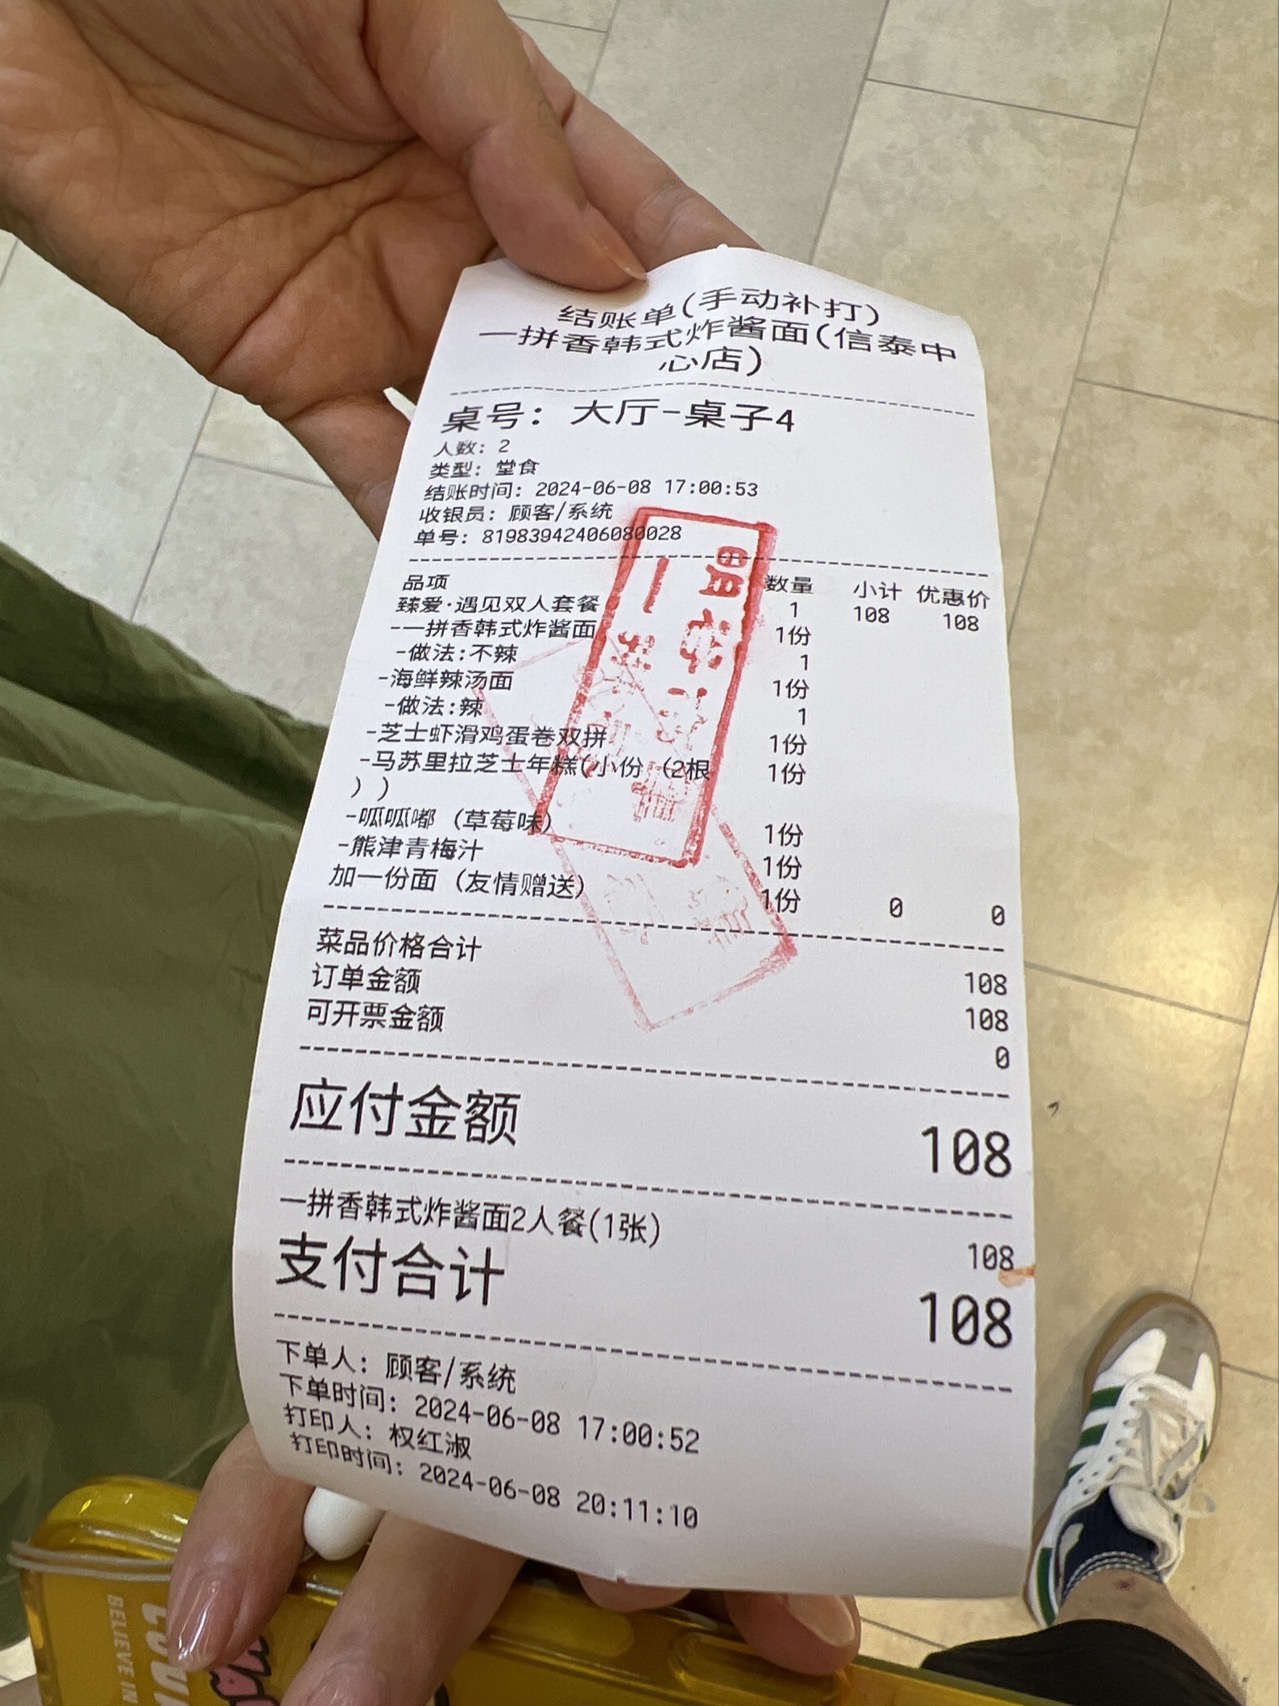 结账单(手动补打)
一拼香韩式炸酱面(信泰中
心店)
桌号: 大厅-桌子4
人数: 2
类型: 堂食
结账时间: 2024-06-08 17:00:53
收银员: 顾客/系统
单号: 81983942406080028
品项 数量 小计 优惠价
臻爱·遇见双人套餐 1 108 108
-一拼香韩式炸酱面 1份
-做法:不辣 1
-海鲜辣汤面 1份
-做法:辣 1
-芝士虾滑鸡蛋卷双拼 1份
-马苏里拉芝士年糕(小份 (2根 1份
))
-呱呱嘟 (草莓味) 1份
-熊津青梅汁 1份
加一份面 (友情赠送) 1份 0 0
菜品价格合计 108
订单金额 108
可开票金额 0
应付金额 108
一拼香韩式炸酱面2人餐(1张) 108
支付合计 108
下单人: 顾客/系统
下单时间: 2024-06-08 17:00:52
打印人: 权红淑
打印时间: 2024-06-08 20:11:10
BELIEVE IN